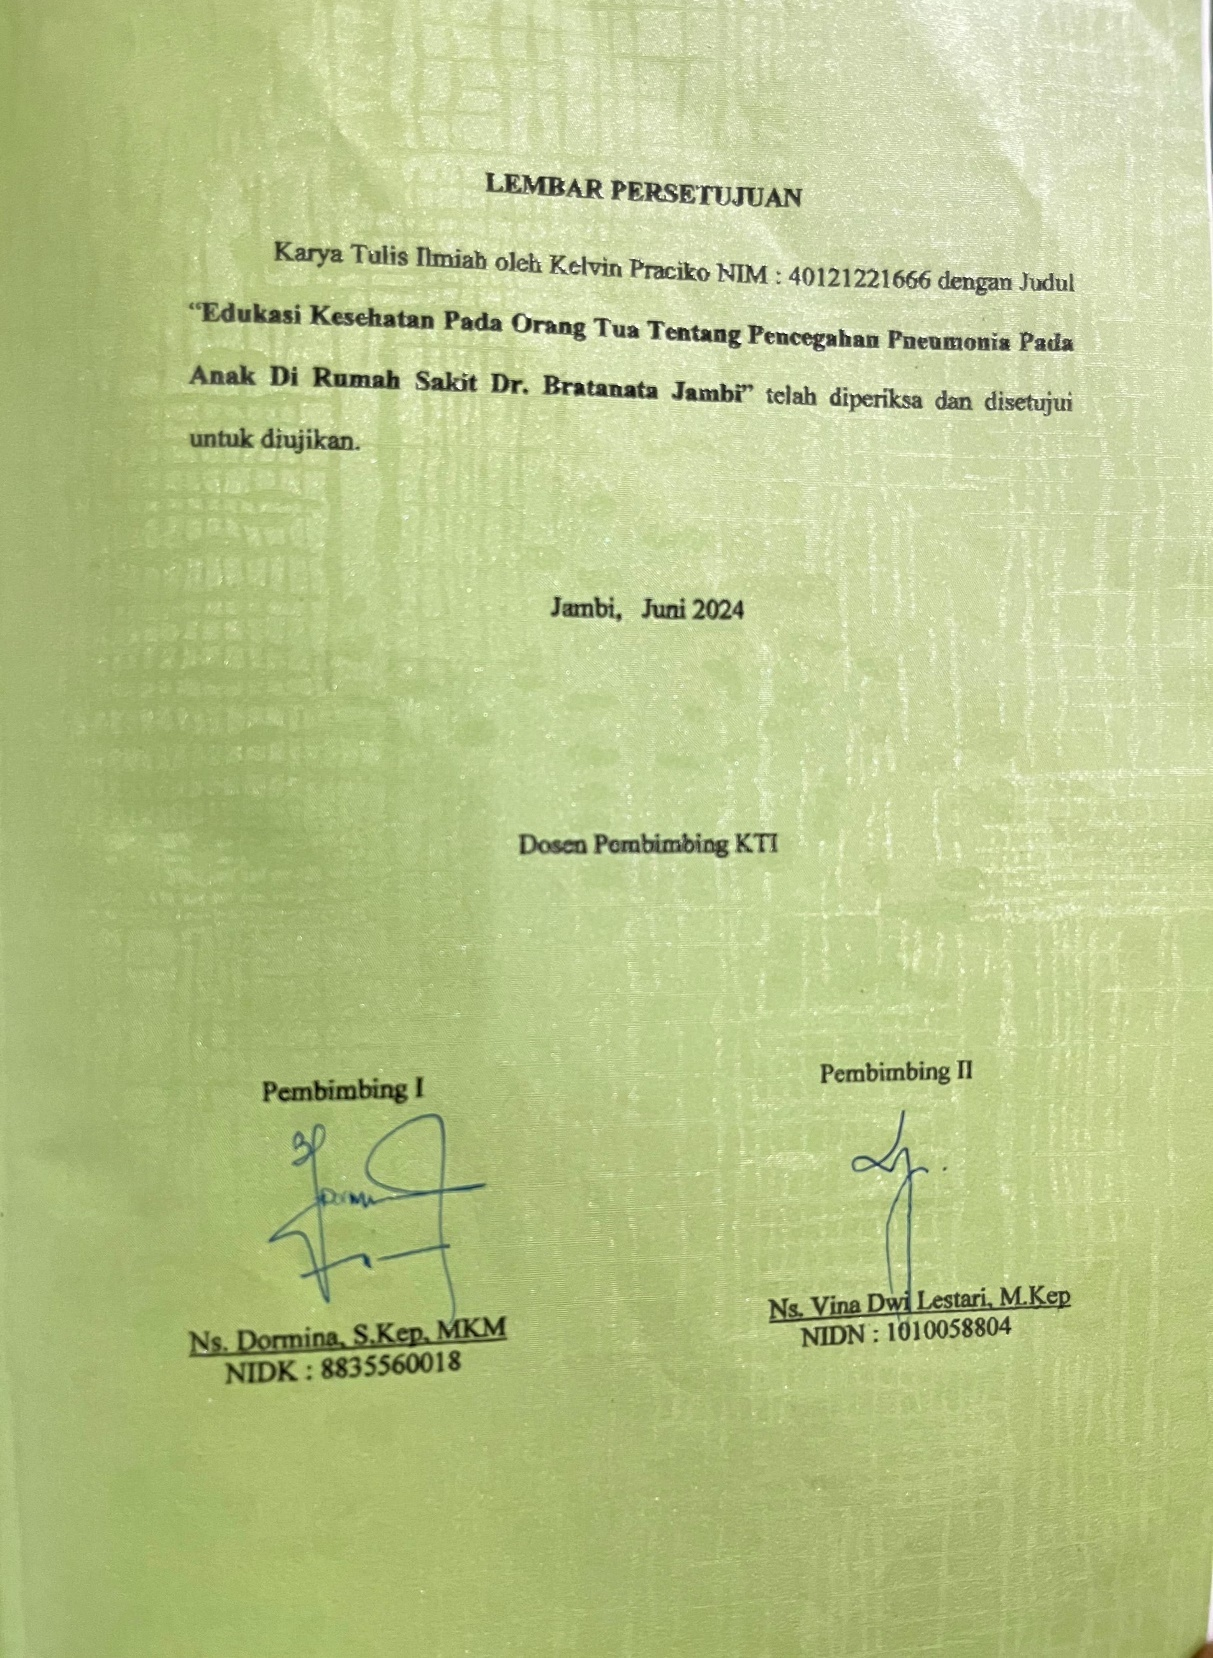 LEMBAR PERSETUJUAN
Karya Tulis Ilmiah oleh Kelvin Praciko NIM : 40121221666 dengan Judul
“Edukasi Kesehatan Pada Orang Tua Tentang Pencegahan Pneumonia Pada
Anak Di Rumah Sakit Dr. Bratanata Jambi” telah diperiksa dan disetujui
untuk diujikan.
Jambi, Juni 2024
Dosen Pembimbing KTI
Pembimbing I
Pembimbing II
Ns. Dormina, S.Kep, MKM
NIDK : 8835560018
Ns. Vina Dwi Lestari, M.Kep
NIDN : 1010058804